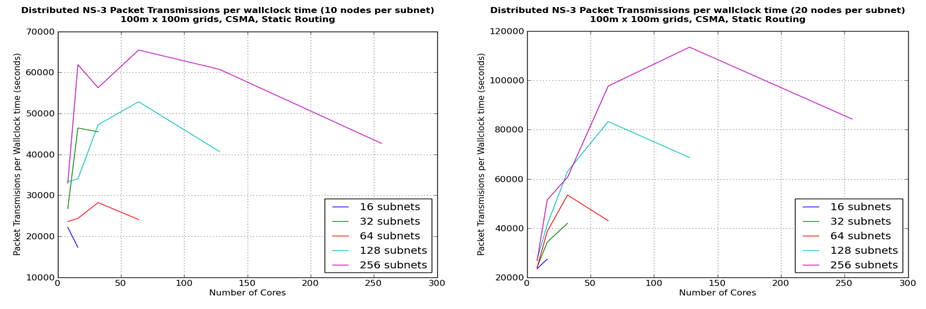 Distributed NS-3 Packet Transmissions per wallclock time (10 nodes per subnet)
100m x 100m grids, CSMA, Static Routing
Packet Transmisions per Wallclock time (seconds)
70000
60000
50000
40000
30000
20000
10000
0
50
100
150
200
250
300
Number of Cores
16 subnets
32 subnets
64 subnets
128 subnets
256 subnets
Distributed NS-3 Packet Transmissions per wallclock time (20 nodes per subnet)
100m x 100m grids, CSMA, Static Routing
Packet Transmisions per Wallclock time (seconds)
120000
100000
80000
60000
40000
20000
0
50
100
150
200
250
300
Number of Cores
16 subnets
32 subnets
64 subnets
128 subnets
256 subnets